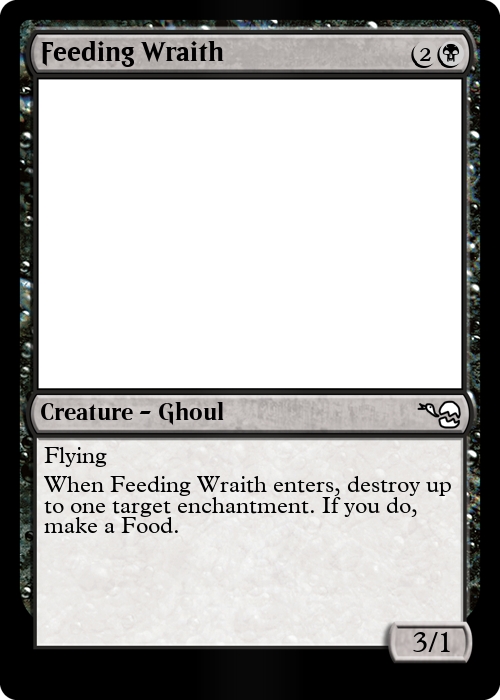 Feeding Wraith 2
Creature – Ghoul
Flying
When Feeding Wraith enters, destroy up
to one target enchantment. If you do,
make a Food.
3/1